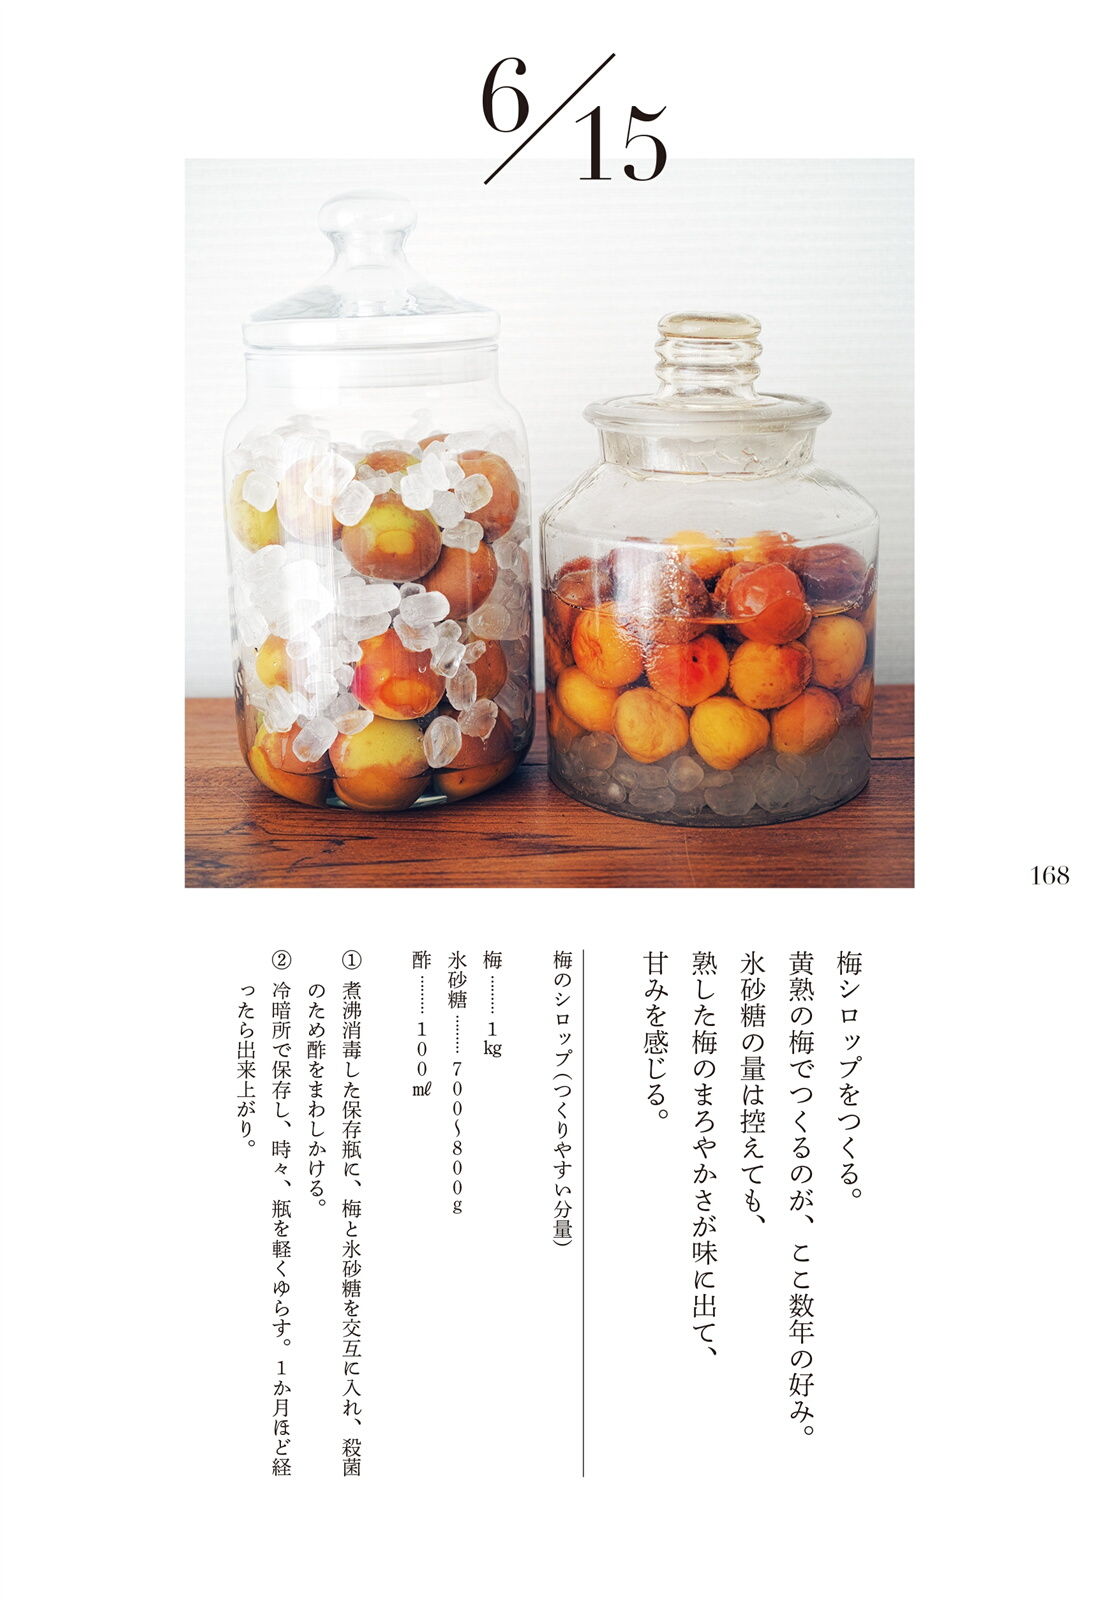 6/15
168
梅シロップをつくる。
黄熟の梅でつくるのが、ここ数年の好み。
氷砂糖の量は控えても、
熟した梅のまろやかさが味に出て、
甘みを感じる。
梅のシロップ（つくりやすい分量）
梅………1㎏
氷砂糖………700〜800g
酢………100㎖
① 煮沸消毒した保存瓶に、梅と氷砂糖を交互に入れ、殺菌
のため酢をまわしかける。
② 冷暗所で保存し、時々、瓶を軽くゆらす。1か月ほど経
ったら出来上がり。